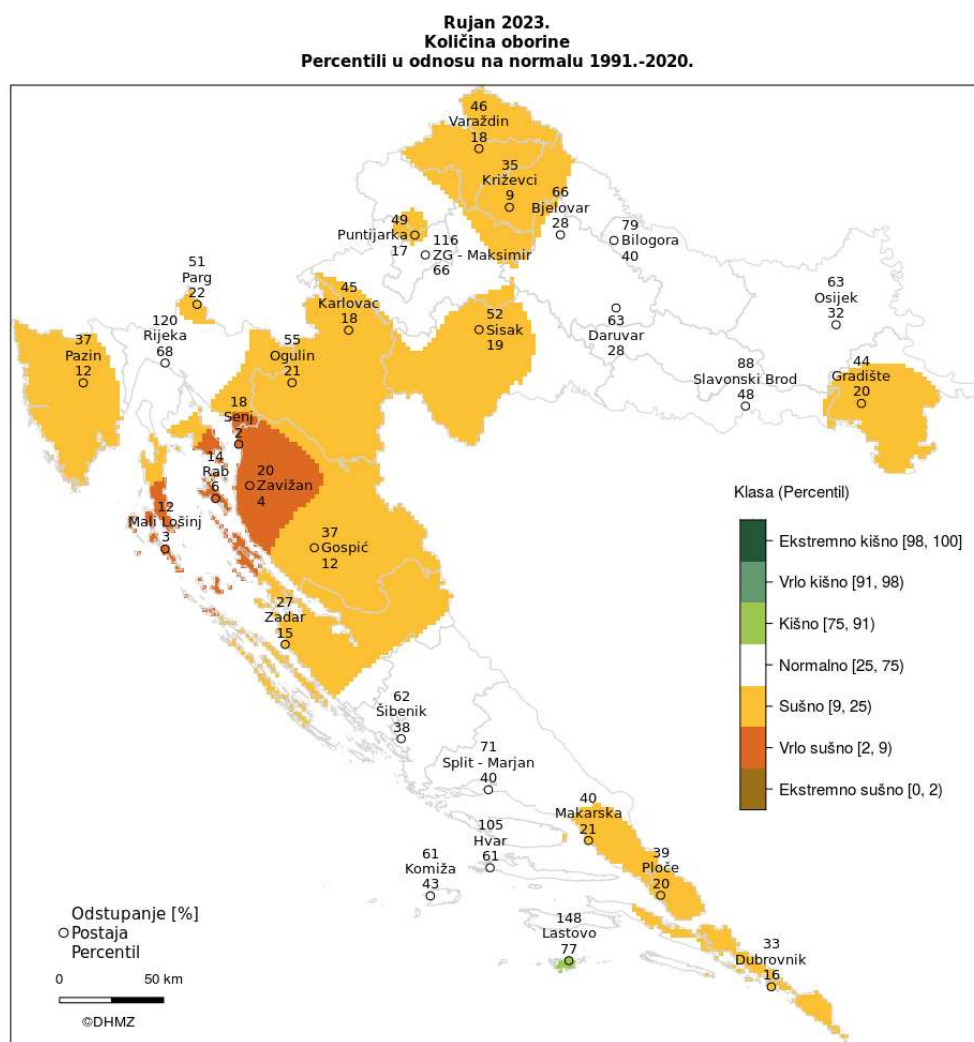 Rujan 2023.
Količina oborine
Percentili u odnosu na normalu 1991.-2020.
46
Varaždin
18
35
Križevci
9
66
Bjelovar
28
49
Puntijarka
17
116
ZG - Maksimir
66
79
Bilogora
40
51
Parg
22
63
Osijek
32
120
Rijeka
68
45
Karlovac
18
52
Sisak
19
63
Daruvar
28
37
Pazin
12
55
Ogulin
21
88
Slavonski Brod
48
44
Gradište
20
18
Senj
2
14
Rab
6
20
Zavižan
4
12
Mali Lošinj
3
37
Gospić
12
27
Zadar
15
62
Šibenik
38
71
Split - Marjan
40
40
Makarska
21
105
Hvar
61
61
Komiža
43
39
Ploče
20
148
Lastovo
77
33
Dubrovnik
16
Klasa (Percentil)
Ekstremno kišno [98, 100]
Vrlo kišno [91, 98)
Kišno [75, 91)
Normalno [25, 75)
Sušno [9, 25)
Vrlo sušno [2, 9)
Ekstremno sušno [0, 2)
Odstupanje [%]
Postaja
Percentil
0 50 km
©DHMZ